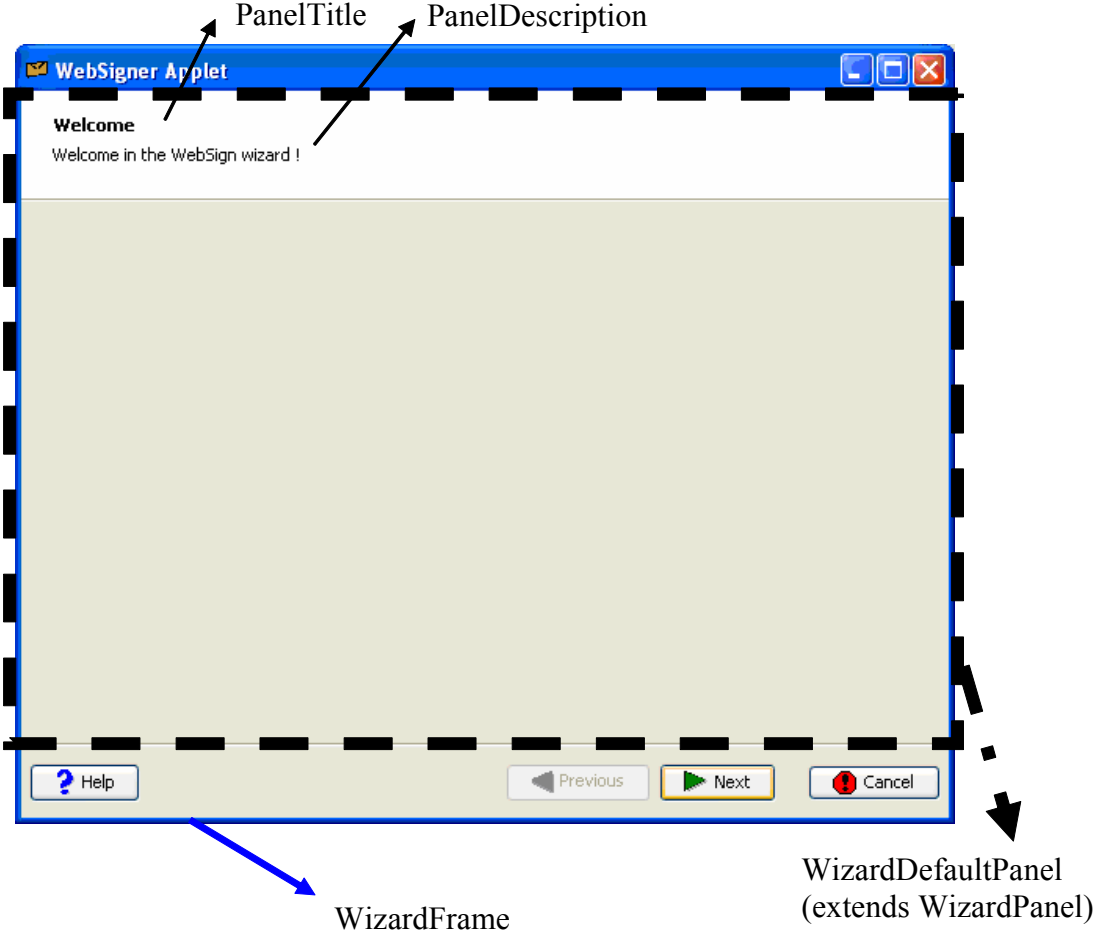 PanelTitle
PanelDescription
WebSigner Applet
Welcome
Welcome in the WebSign wizard !
Help
Previous
Next
Cancel
WizardDefaultPanel
(extends WizardPanel)
WizardFrame